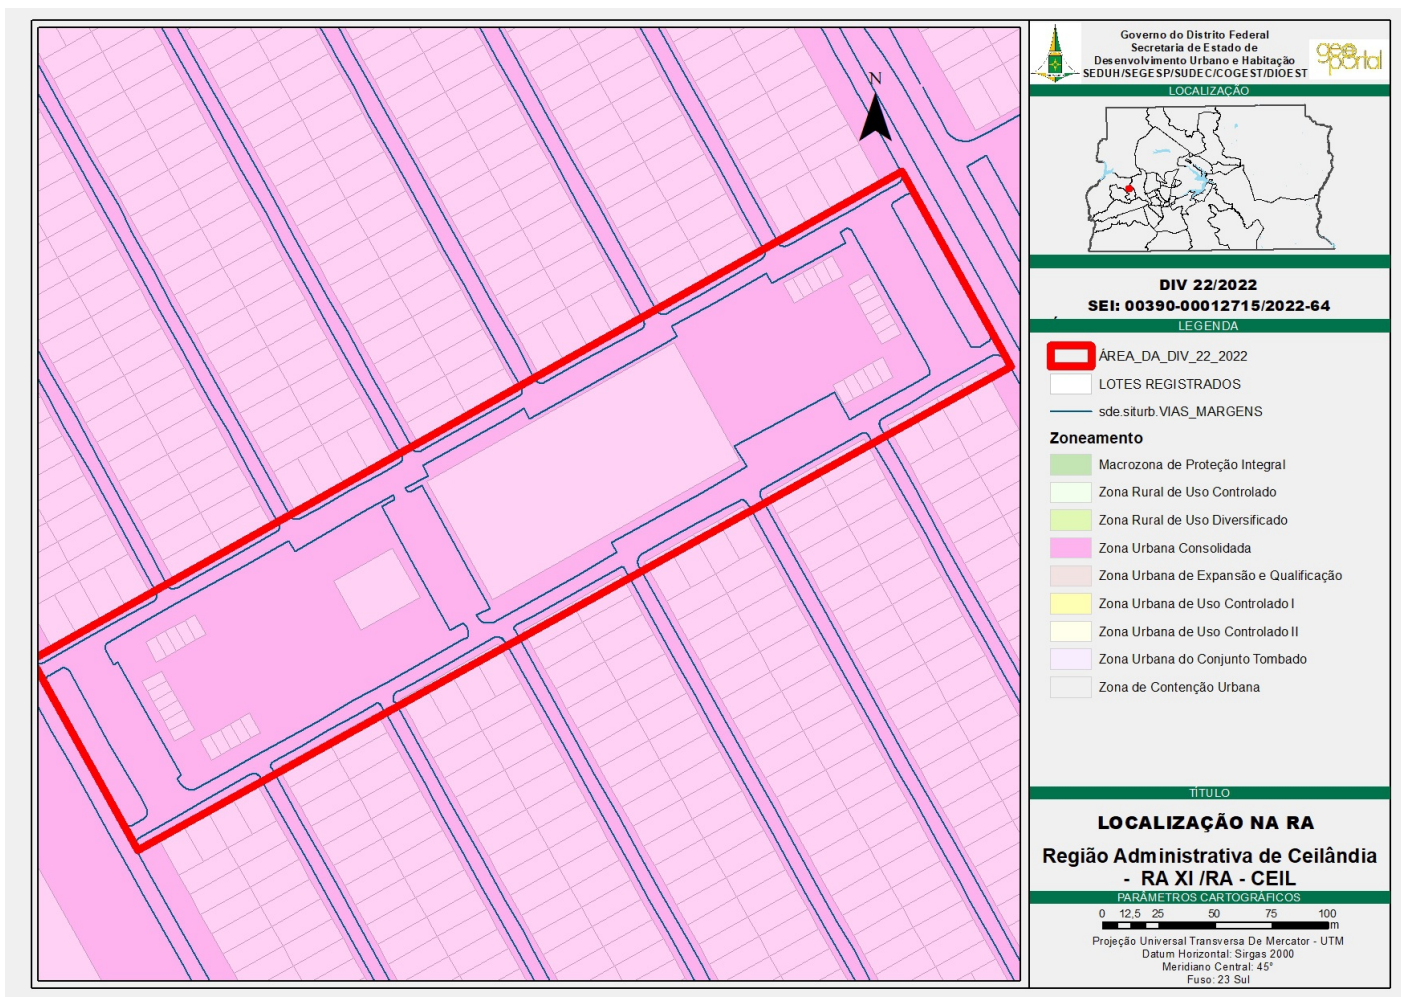 N
Governo do Distrito Federal
Secretaria de Estado de
Desenvolvimento Urbano e Habitação
SEDUH/SEGESP/SUDEC/COGEST/DIOEST
geo
portal
LOCALIZAÇÃO
DIV 22/2022
SEI: 00390-00012715/2022-64
LEGENDA
ÁREA_DA_DIV_22_2022
LOTES REGISTRADOS
sde.siturb.VIAS_MARGENS
Zoneamento
Macrozona de Proteção Integral
Zona Rural de Uso Controlado
Zona Rural de Uso Diversificado
Zona Urbana Consolidada
Zona Urbana de Expansão e Qualificação
Zona Urbana de Uso Controlado I
Zona Urbana de Uso Controlado II
Zona Urbana do Conjunto Tombado
Zona de Contenção Urbana
TÍTULO
LOCALIZAÇÃO NA RA
Região Administrativa de Ceilândia
- RA XI /RA - CEIL
PARÂMETROS CARTOGRÁFICOS
0 12,5 25 50 75 100
m
Projeção Universal Transversa De Mercator - UTM
Datum Horizontal: Sirgas 2000
Meridiano Central: 45°
Fuso: 23 Sul